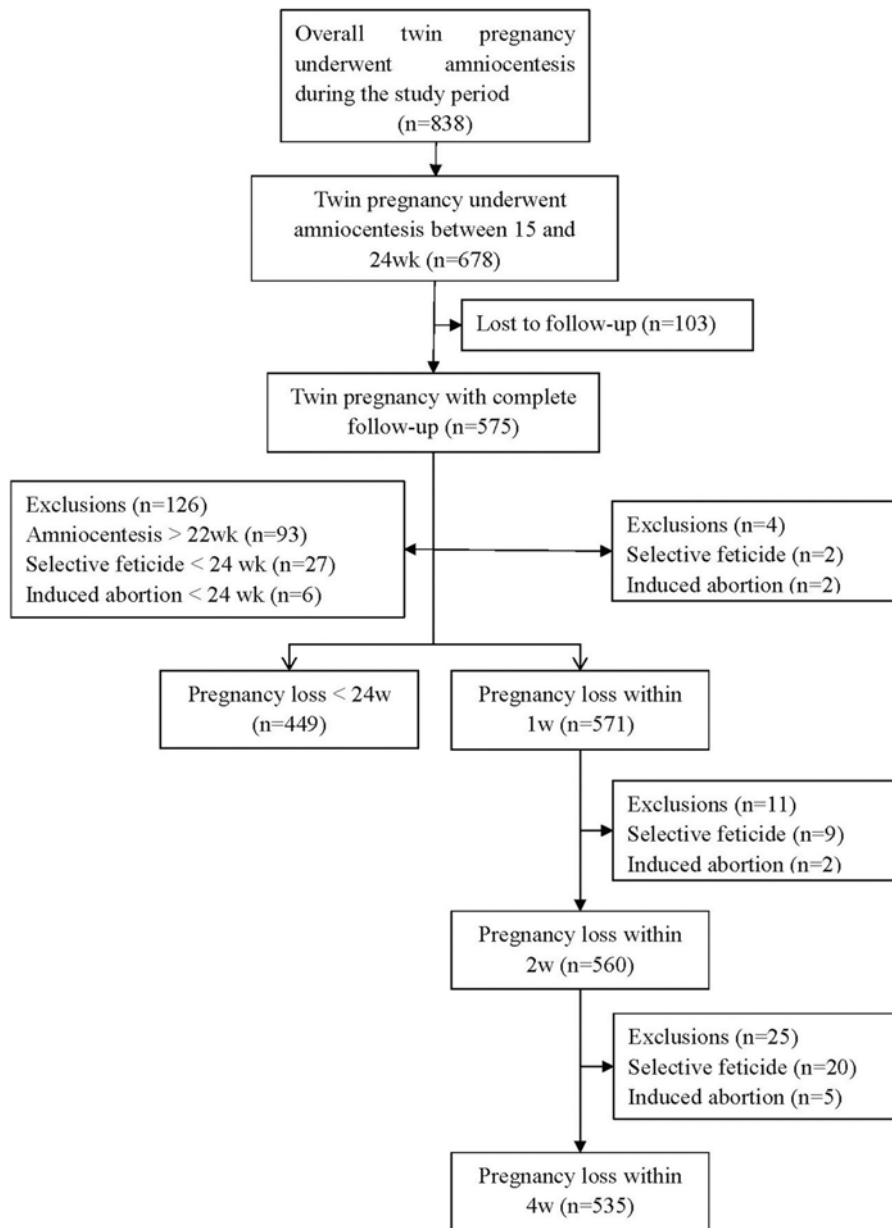 Overall twin pregnancy
underwent amniocentesis
during the study period
(n=838)
Twin pregnancy underwent
amniocentesis between 15 and
24wk (n=678)
Lost to follow-up (n=103)
Twin pregnancy with complete
follow-up (n=575)
Exclusions (n=126)
Amniocentesis > 22wk (n=93)
Selective feticide < 24 wk (n=27)
Induced abortion < 24 wk (n=6)
Exclusions (n=4)
Selective feticide (n=2)
Induced abortion (n=2)
Pregnancy loss < 24w
(n=449)
Pregnancy loss within
1w (n=571)
Exclusions (n=11)
Selective feticide (n=9)
Induced abortion (n=2)
Pregnancy loss within
2w (n=560)
Exclusions (n=25)
Selective feticide (n=20)
Induced abortion (n=5)
Pregnancy loss within
4w (n=535)